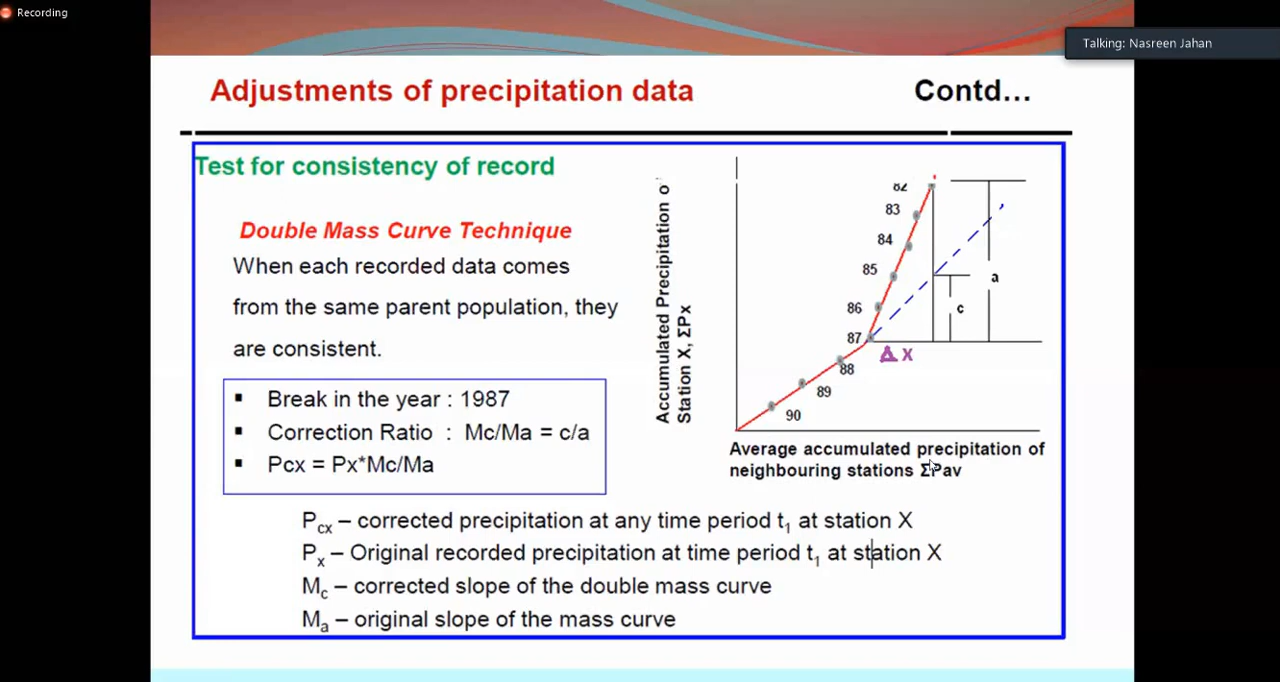 Recording
Talking: Nasreen Jahan
Adjustments of precipitation data
Contd...
Test for consistency of record
Double Mass Curve Technique
When each recorded data comes
from the same parent population, they
are consistent.
▪ Break in the year : 1987
▪ Correction Ratio : Mc/Ma = c/a
▪ Pcx = Px*Mc/Ma
Accumulated Precipitation o
Station X, ΣPx
82
83
84
85
86
87
88
89
90
a
c
Δ X
Average accumulated precipitation of
neighbouring stations ΣPav
Pcx – corrected precipitation at any time period t1 at station X
Px – Original recorded precipitation at time period t1 at station X
Mc – corrected slope of the double mass curve
Ma – original slope of the mass curve